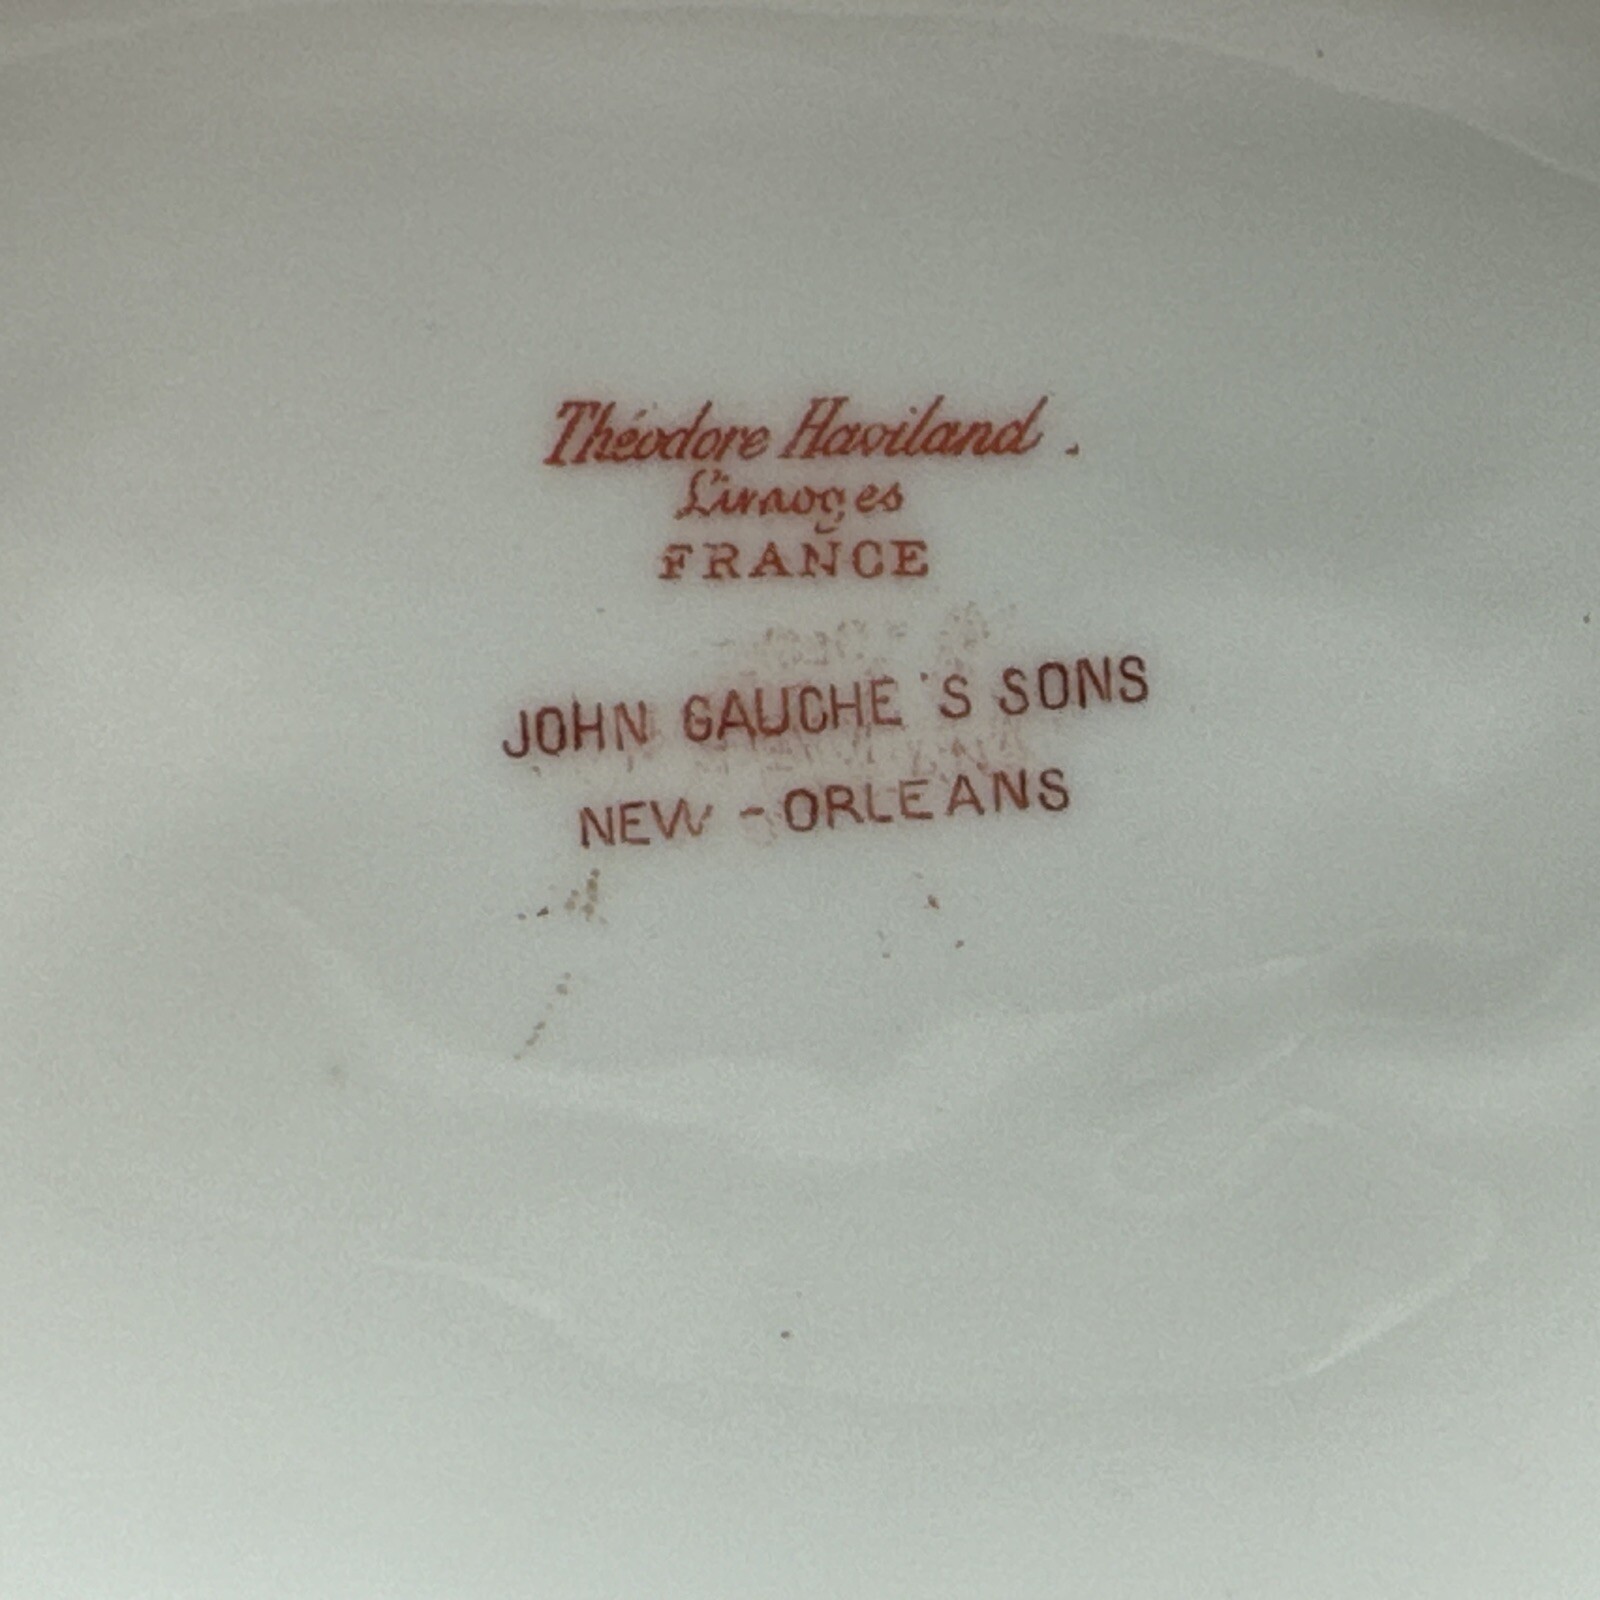 Théodore Haviland.
Limoges
FRANCE
JOHN GAUCHE'S SONS
NEW-ORLEANS